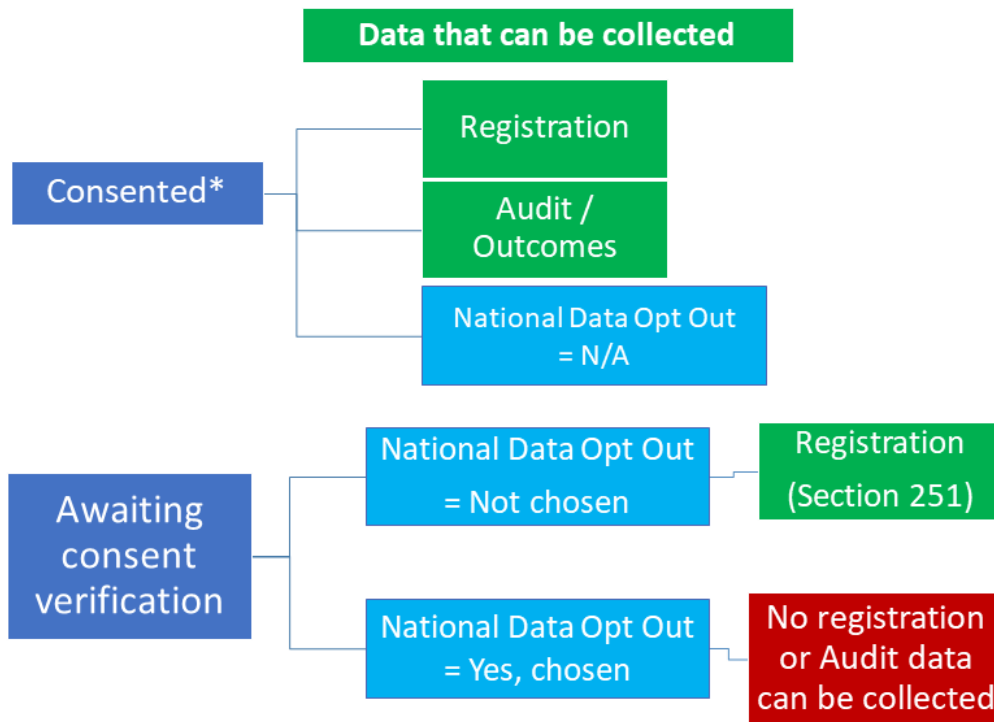 Data that can be collected
Consented*
Registration
Audit /
Outcomes
National Data Opt Out
= N/A
Awaiting
consent
verification
National Data Opt Out
= Not chosen
Registration
(Section 251)
National Data Opt Out
= Yes, chosen
No registration
or Audit data
can be collected